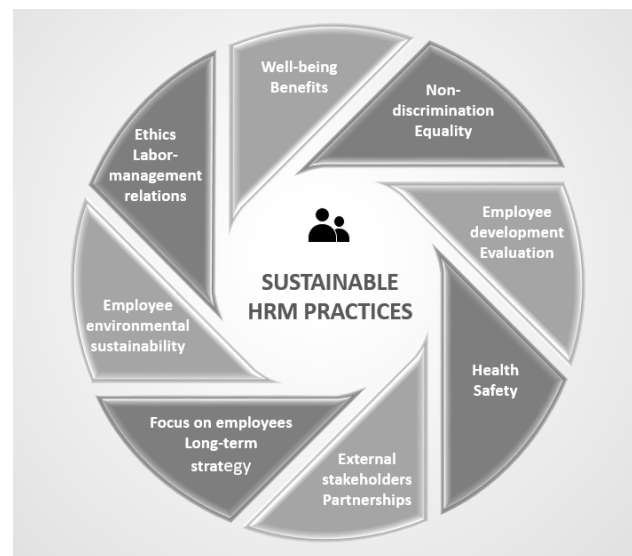 Well-being
Benefits
Non-
discrimination
Equality
Employee
development
Evaluation
Health
Safety
External
stakeholders
Partnerships
Focus on employees
Long-term
strategy
Employee
environmental
sustainability
Ethics
Labor-
management
relations
SUSTAINABLE
HRM PRACTICES